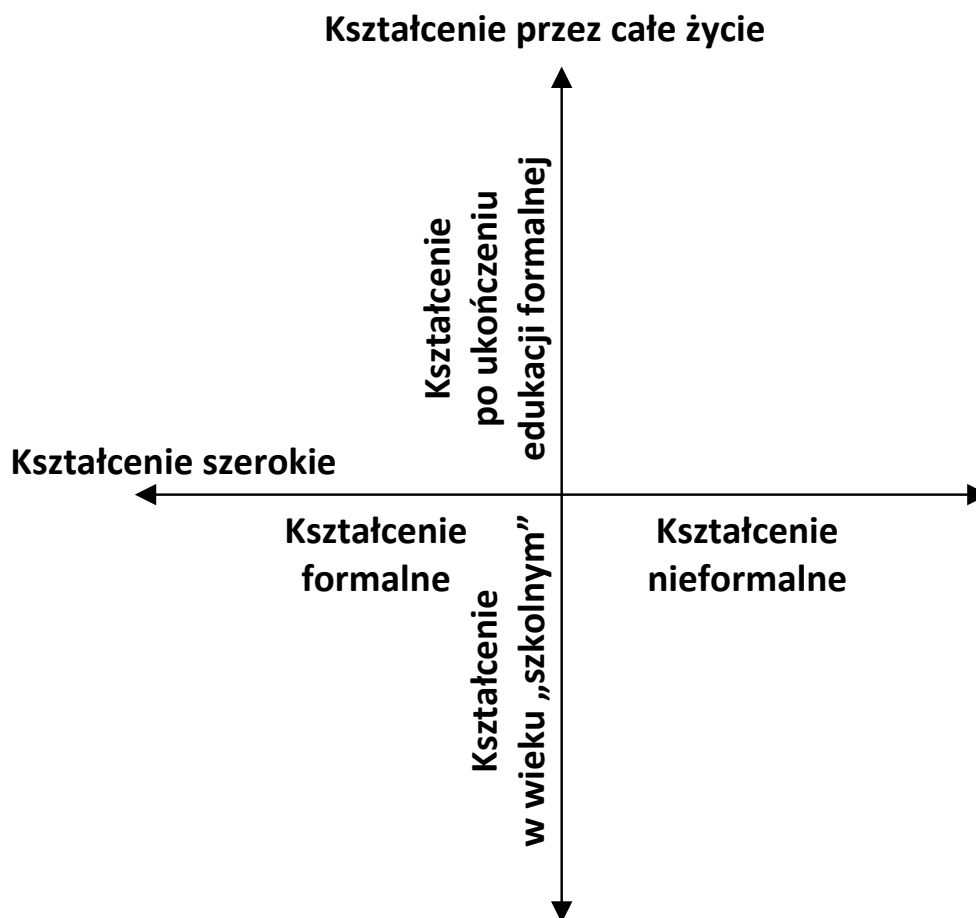 Kształcenie przez całe życie
Kształcenie
po ukończeniu
edukacji formalnej
Kształcenie szerokie
Kształcenie
formalne
Kształcenie
w wieku „szkolnym”
Kształcenie
nieformalne